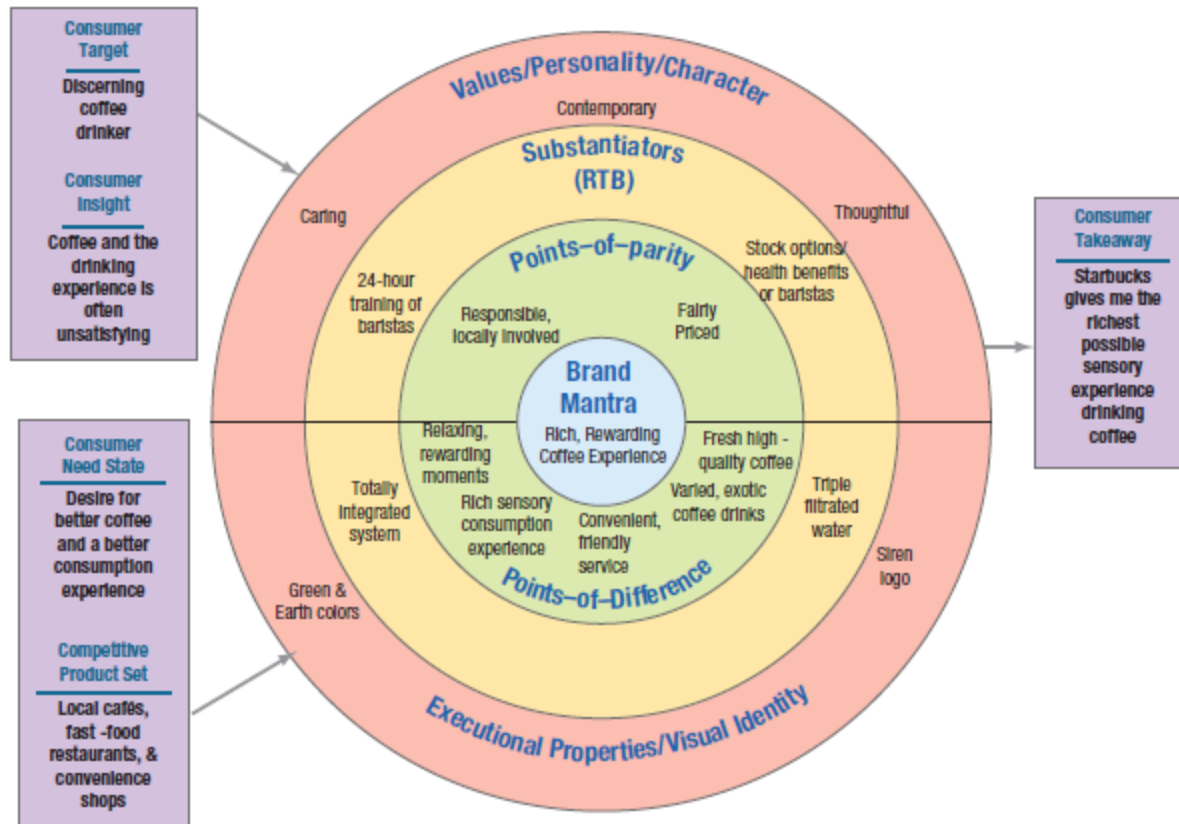 Consumer
Target
Discerning
coffee
drinker
Consumer
Insight
Coffee and the
drinking
experience is
often
unsatisfying
Consumer
Need State
Desire for
better coffee
and a better
consumption
experience
Competitive
Product Set
Local cafés,
fast -food
restaurants, &
convenience
shops
Values/Personality/Character
Contemporary
Caring
Thoughtful
Substantiators
(RTB)
24-hour
training of
baristas
Stock options/
health benefits
or baristas
Points–of–parity
Responsible,
locally involved
Fairly
Priced
Brand
Mantra
Rich, Rewarding
Coffee Experience
Relaxing,
rewarding
moments
Rich sensory
consumption
experience
Convenient,
friendly
service
Fresh high -
quality coffee
Varied, exotic
coffee drinks
Points–of–Difference
Totally
integrated
system
Triple
filtrated
water
Green &
Earth colors
Siren
logo
Executional Properties/Visual Identity
Consumer
Takeaway
Starbucks
gives me the
richest
possible
sensory
experience
drinking
coffee